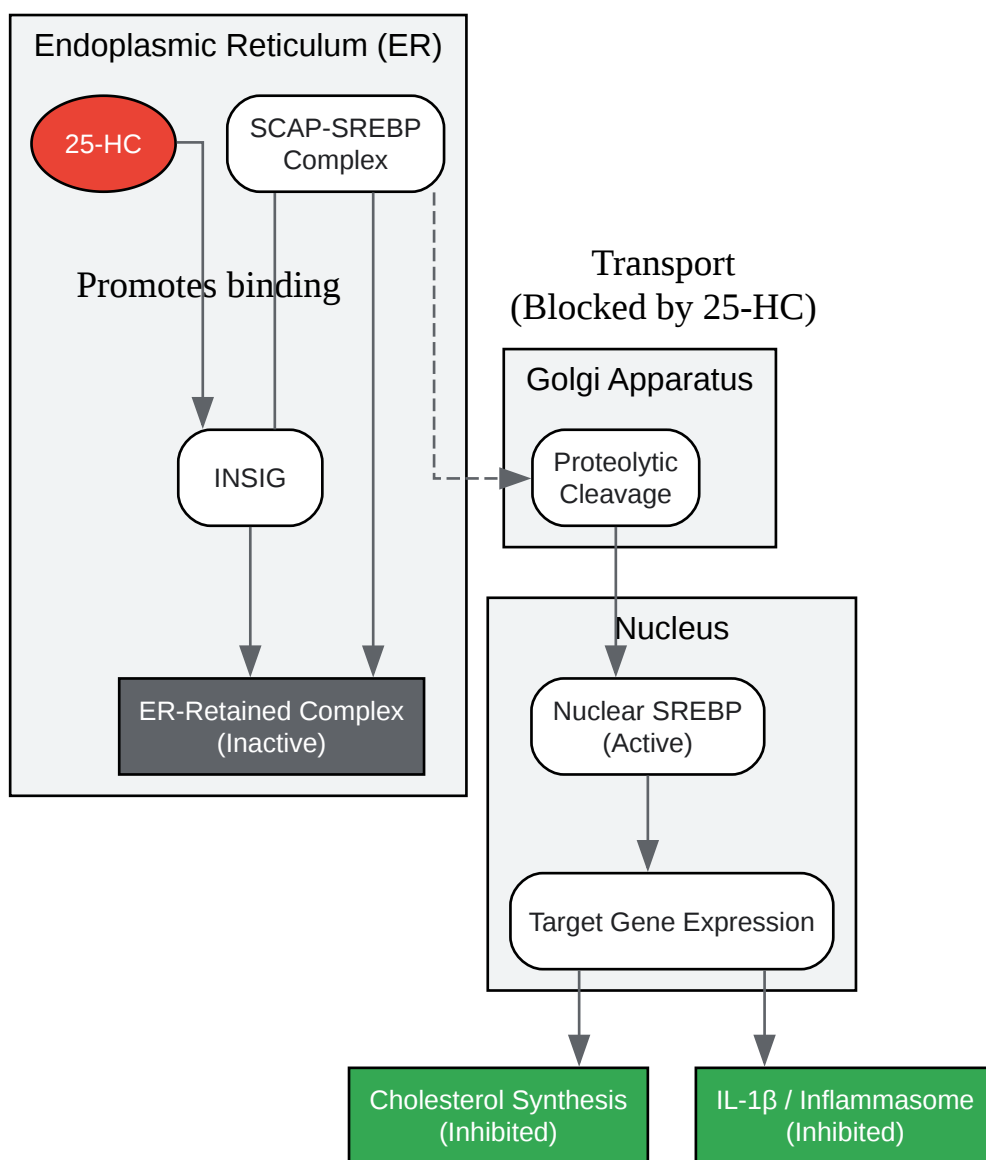 Endoplasmic Reticulum (ER)
25-HC
SCAP-SREBP
Complex
Promotes binding
Transport
(Blocked by 25-HC)
Golgi Apparatus
INSIG
Proteolytic
Cleavage
Nucleus
ER-Retained Complex
(Inactive)
Nuclear SREBP
(Active)
Target Gene Expression
Cholesterol Synthesis
(Inhibited)
IL-1β / Inflammasome
(Inhibited)